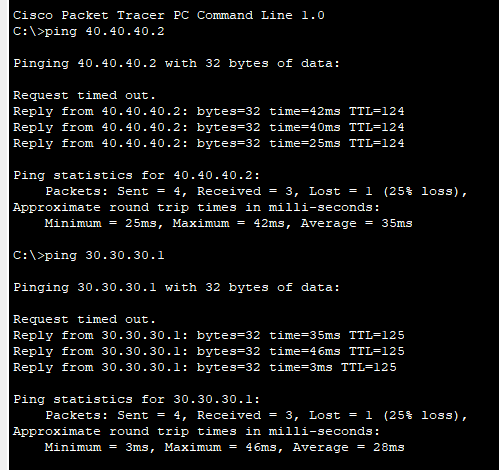 Cisco Packet Tracer PC Command Line 1.0
C:\>ping 40.40.40.2
Pinging 40.40.40.2 with 32 bytes of data:
Request timed out.
Reply from 40.40.40.2: bytes=32 time=42ms TTL=124
Reply from 40.40.40.2: bytes=32 time=40ms TTL=124
Reply from 40.40.40.2: bytes=32 time=25ms TTL=124
Ping statistics for 40.40.40.2:
Packets: Sent = 4, Received = 3, Lost = 1 (25% loss),
Approximate round trip times in milli-seconds:
Minimum = 25ms, Maximum = 42ms, Average = 35ms
C:\>ping 30.30.30.1
Pinging 30.30.30.1 with 32 bytes of data:
Request timed out.
Reply from 30.30.30.1: bytes=32 time=35ms TTL=125
Reply from 30.30.30.1: bytes=32 time=46ms TTL=125
Reply from 30.30.30.1: bytes=32 time=3ms TTL=125
Ping statistics for 30.30.30.1:
Packets: Sent = 4, Received = 3, Lost = 1 (25% loss),
Approximate round trip times in milli-seconds:
Minimum = 3ms, Maximum = 46ms, Average = 28ms